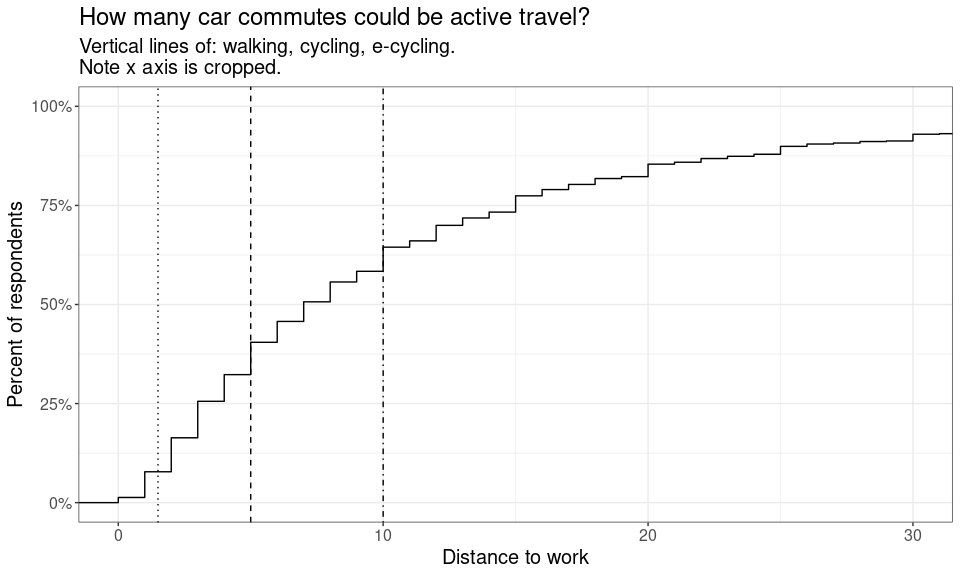 How many car commutes could be active travel?
Vertical lines of: walking, cycling, e-cycling.
Note x axis is cropped.
100%
75%
50%
25%
0%
Percent of respondents
0
10
20
30
Distance to work